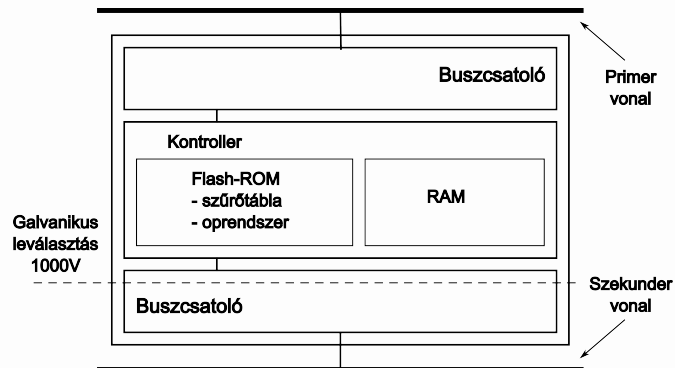 Buszcsatoló
Primer
vonal
Kontroller
Flash-ROM
- szűrőtábla
- oprendszer
RAM
Galvanikus
leválasztás
1000V
Buszcsatoló
Szekunder
vonal